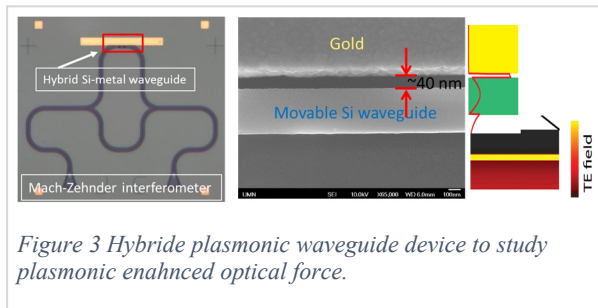 Hybrid Si-metal waveguide
Mach-Zehnder interferometer
Gold
~40 nm
Movable Si waveguide
UMN SEI 10.0kV X65,000 WD 6.0mm 100nm
TE field
Figure 3 Hybride plasmonic waveguide device to study
plasmonic enahnced optical force.